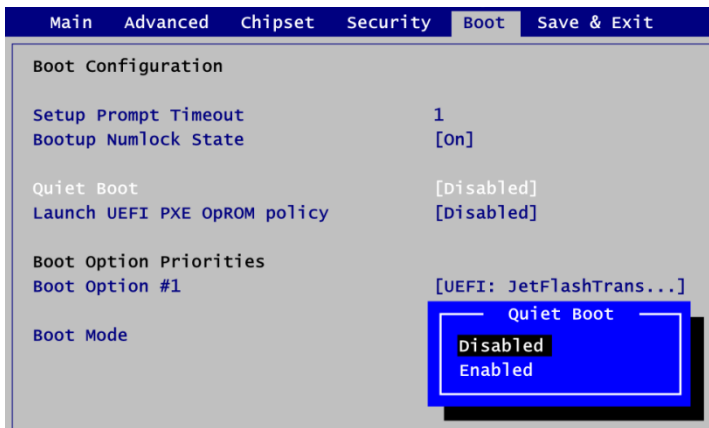 Main Advanced Chipset Security Boot Save & Exit
Boot Configuration
Setup Prompt Timeout 1
Bootup Numlock State [On]
Quiet Boot [Disabled]
Launch UEFI PXE OpROM policy [Disabled]
Boot Option Priorities
Boot Option #1 [UEFI: JetFlashTrans...]
Boot Mode
Quiet Boot
Disabled
Enabled